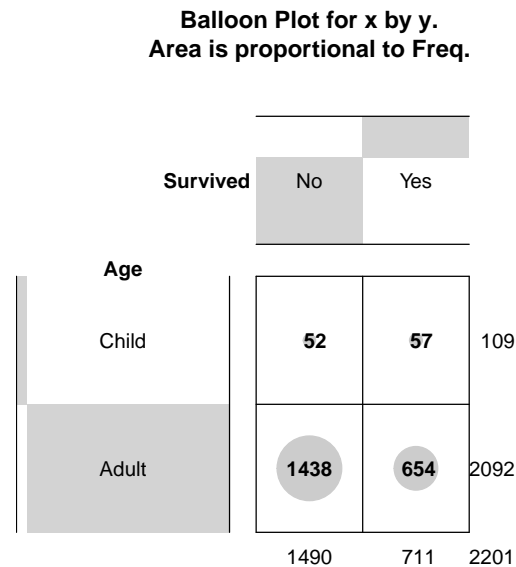 Balloon Plot for x by y.
Area is proportional to Freq.
Survived No Yes
Age
Child 52 57 109
Adult 1438 654 2092
1490 711 2201